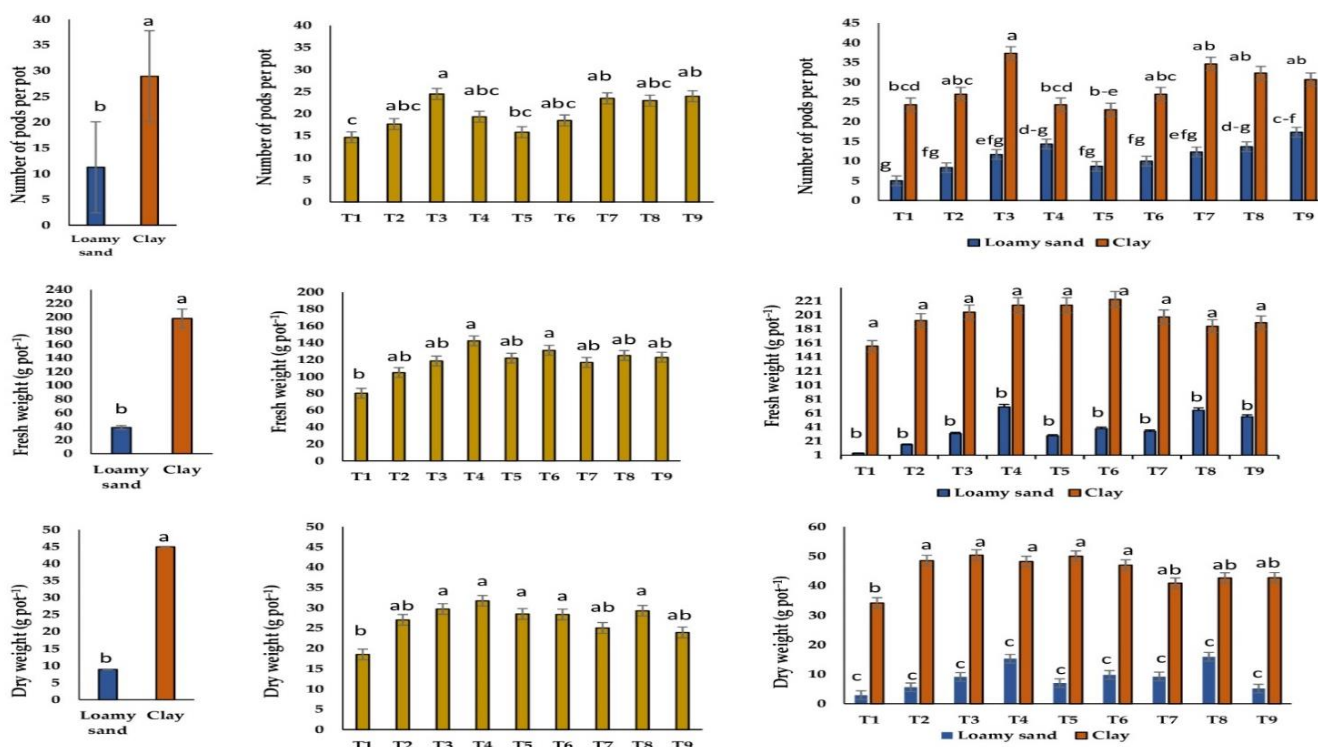 Number of pods per pot
40
35
30
25
20
15
10
5
0
b
a
Loamy sand
Clay
Number of pods per pot
40
35
30
25
20
15
10
5
0
c
abc
a
abc
bc
abc
ab
abc
ab
T1 T2 T3 T4 T5 T6 T7 T8 T9
Number of pods per pot
45
40
35
30
25
20
15
10
5
0
g
bcd
fg
abc
efg
a
d-g
bcd
fg
b-e
fg
abc
efg
ab
d-g
ab
c-f
ab
T1 T2 T3 T4 T5 T6 T7 T8 T9
Loamy sand Clay
Fresh weight (g pot⁻¹)
240
220
200
180
160
140
120
100
80
60
40
20
0
b
a
Loamy sand
Clay
Fresh weight (g pot⁻¹)
200
180
160
140
120
100
80
60
40
20
0
b
ab
ab
a
ab
a
ab
ab
ab
T1 T2 T3 T4 T5 T6 T7 T8 T9
Fresh weight (g pot⁻¹)
221
201
181
161
141
121
101
81
61
41
21
1
b
a
b
a
b
a
b
a
b
a
b
a
b
a
b
a
b
a
T1 T2 T3 T4 T5 T6 T7 T8 T9
Loamy sand Clay
Dry weight (g pot⁻¹)
50
45
40
35
30
25
20
15
10
5
0
b
a
Loamy sand
Clay
Dry weight (g pot⁻¹)
50
45
40
35
30
25
20
15
10
5
0
b
ab
a
a
a
a
ab
a
ab
T1 T2 T3 T4 T5 T6 T7 T8 T9
Dry weight (g pot⁻¹)
60
50
40
30
20
10
0
c
b
c
a
c
a
c
a
c
a
c
a
c
ab
c
ab
c
ab
T1 T2 T3 T4 T5 T6 T7 T8 T9
Loamy sand Clay